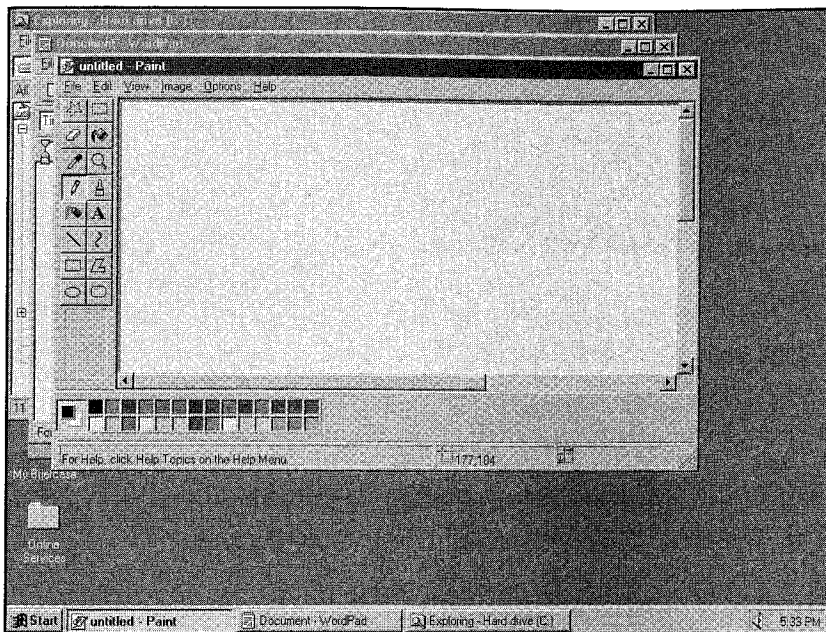 Exploring - Hard drive (C:)
Document - WordPad
untitled - Paint
File Edit View Image Options Help
A
11
Fo
For Help, click Help Topics on the Help Menu.
177,104
My Briefcase
Online
Services
Start
untitled - Paint
Document - WordPad
Exploring - Hard drive (C:)
5:33 PM